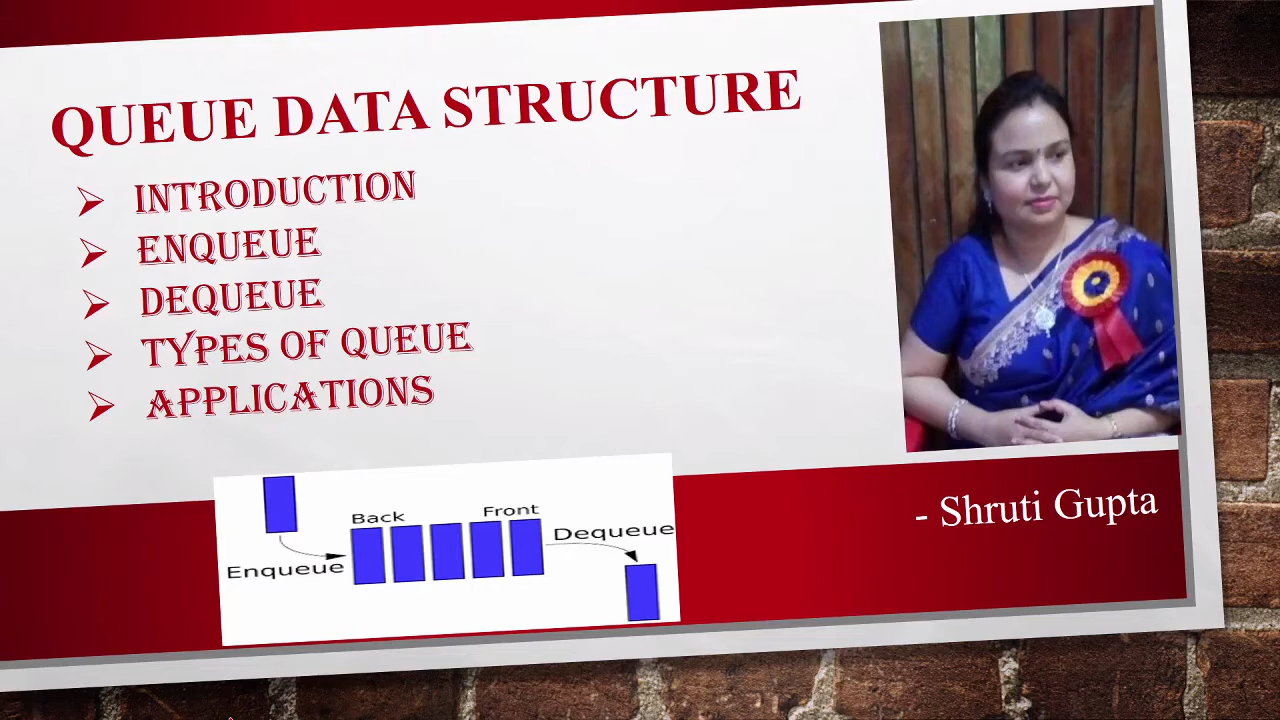 QUEUE DATA STRUCTURE
INTRODUCTION
ENQUEUE
DEQUEUE
TYPES OF QUEUE
APPLICATIONS
Back
Front
Dequeue
Enqueue
- Shruti Gupta